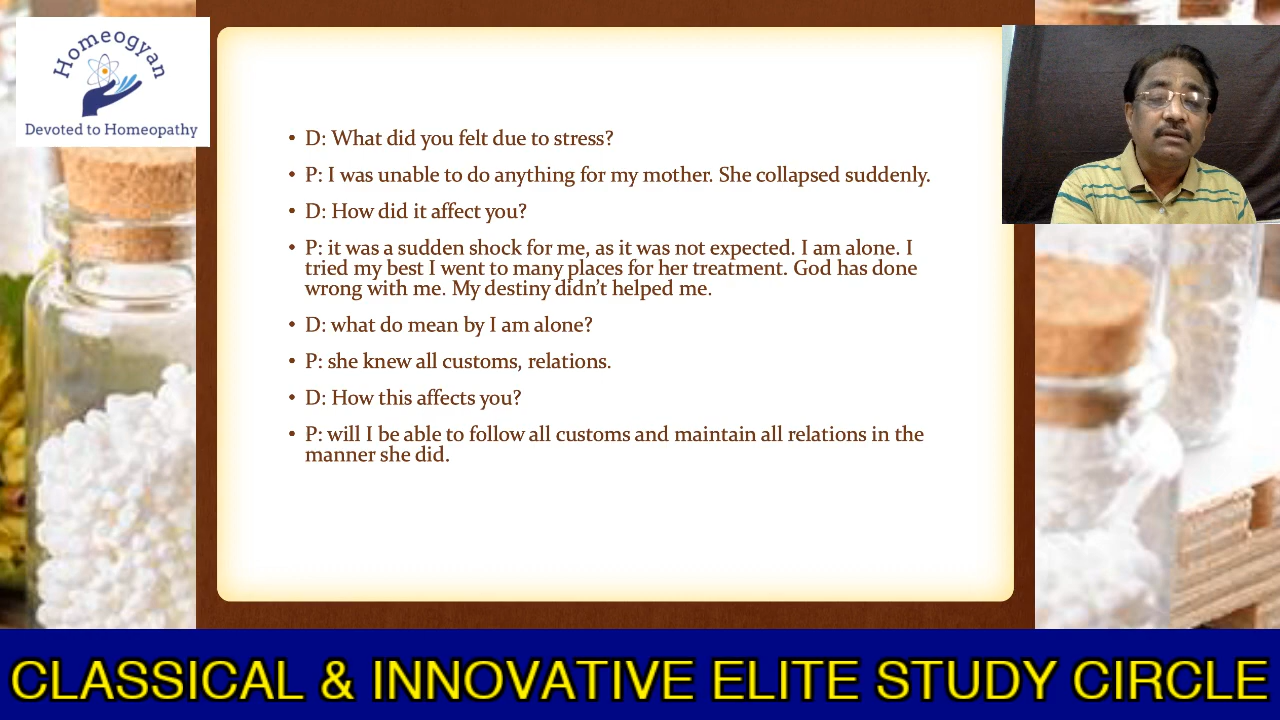 Homeogyan
Devoted to Homeopathy
• D: What did you felt due to stress?
• P: I was unable to do anything for my mother. She collapsed suddenly.
• D: How did it affect you?
• P: it was a sudden shock for me, as it was not expected. I am alone. I
tried my best I went to many places for her treatment. God has done
wrong with me. My destiny didn’t helped me.
• D: what do mean by I am alone?
• P: she knew all customs, relations.
• D: How this affects you?
• P: will I be able to follow all customs and maintain all relations in the
manner she did.
CLASSICAL & INNOVATIVE ELITE STUDY CIRCLE